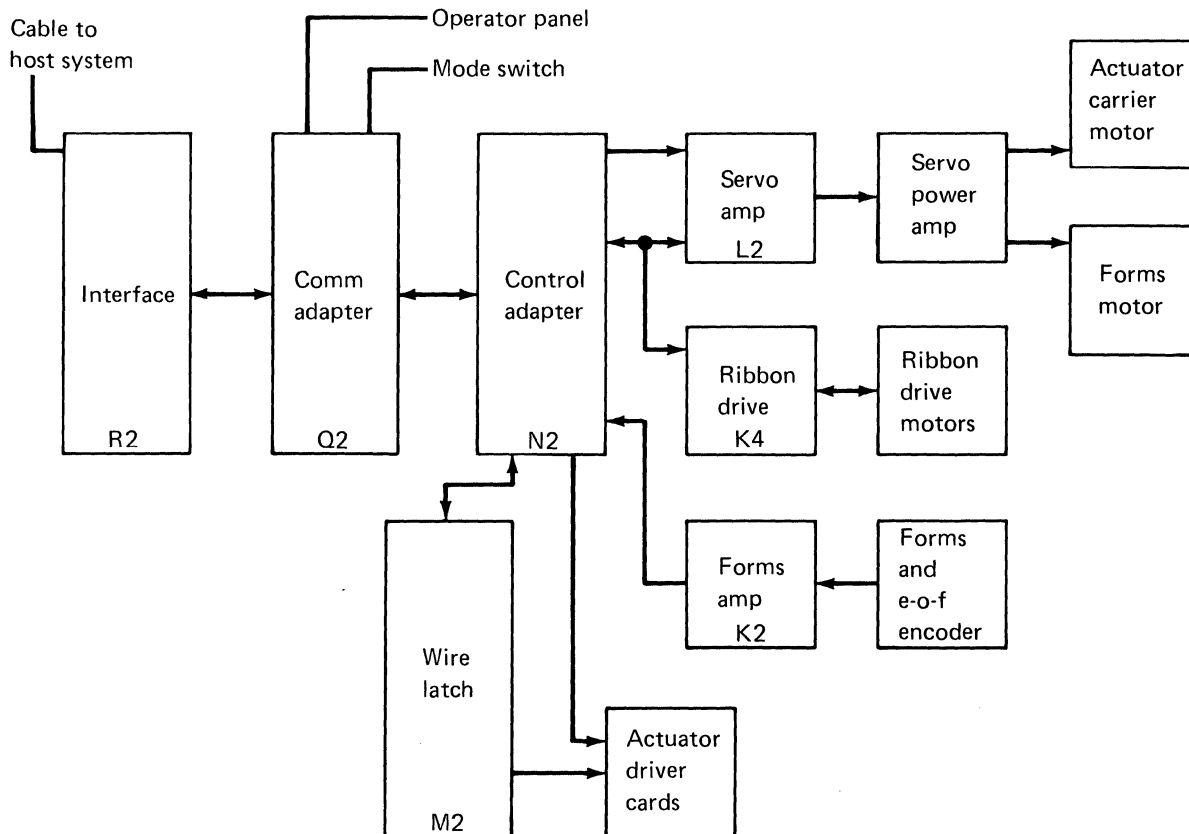 Cable to
host system
Operator panel
Mode switch
Interface
R2
Comm
adapter
Q2
Control
adapter
N2
Servo
amp
L2
Servo
power
amp
Actuator
carrier
motor
Forms
motor
Ribbon
drive
K4
Ribbon
drive
motors
Forms
amp
K2
Forms
and
e-o-f
encoder
Wire
latch
M2
Actuator
driver
cards